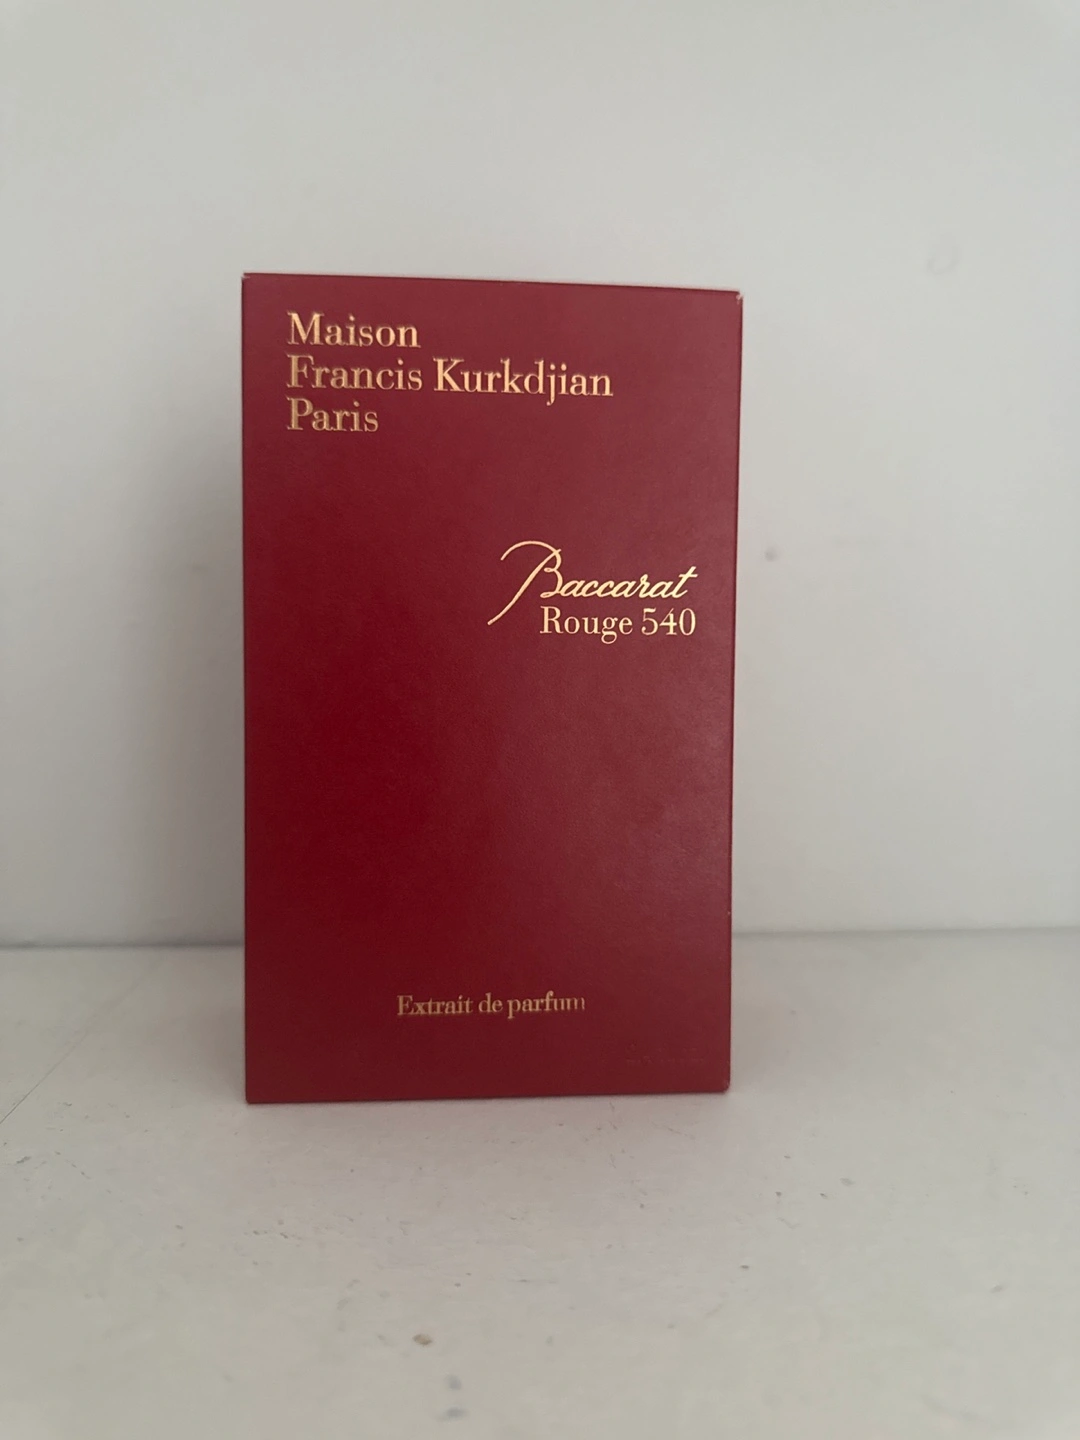 Maison
Francis Kurkdjian
Paris
Baccarat
Rouge 540
Extrait de parfum